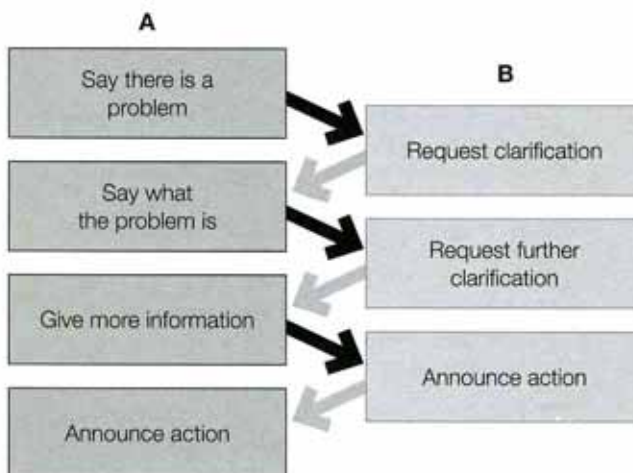 A
Say there is a
problem
B
Request clarification
Say what
the problem is
Request further
clarification
Give more information
Announce action
Announce action